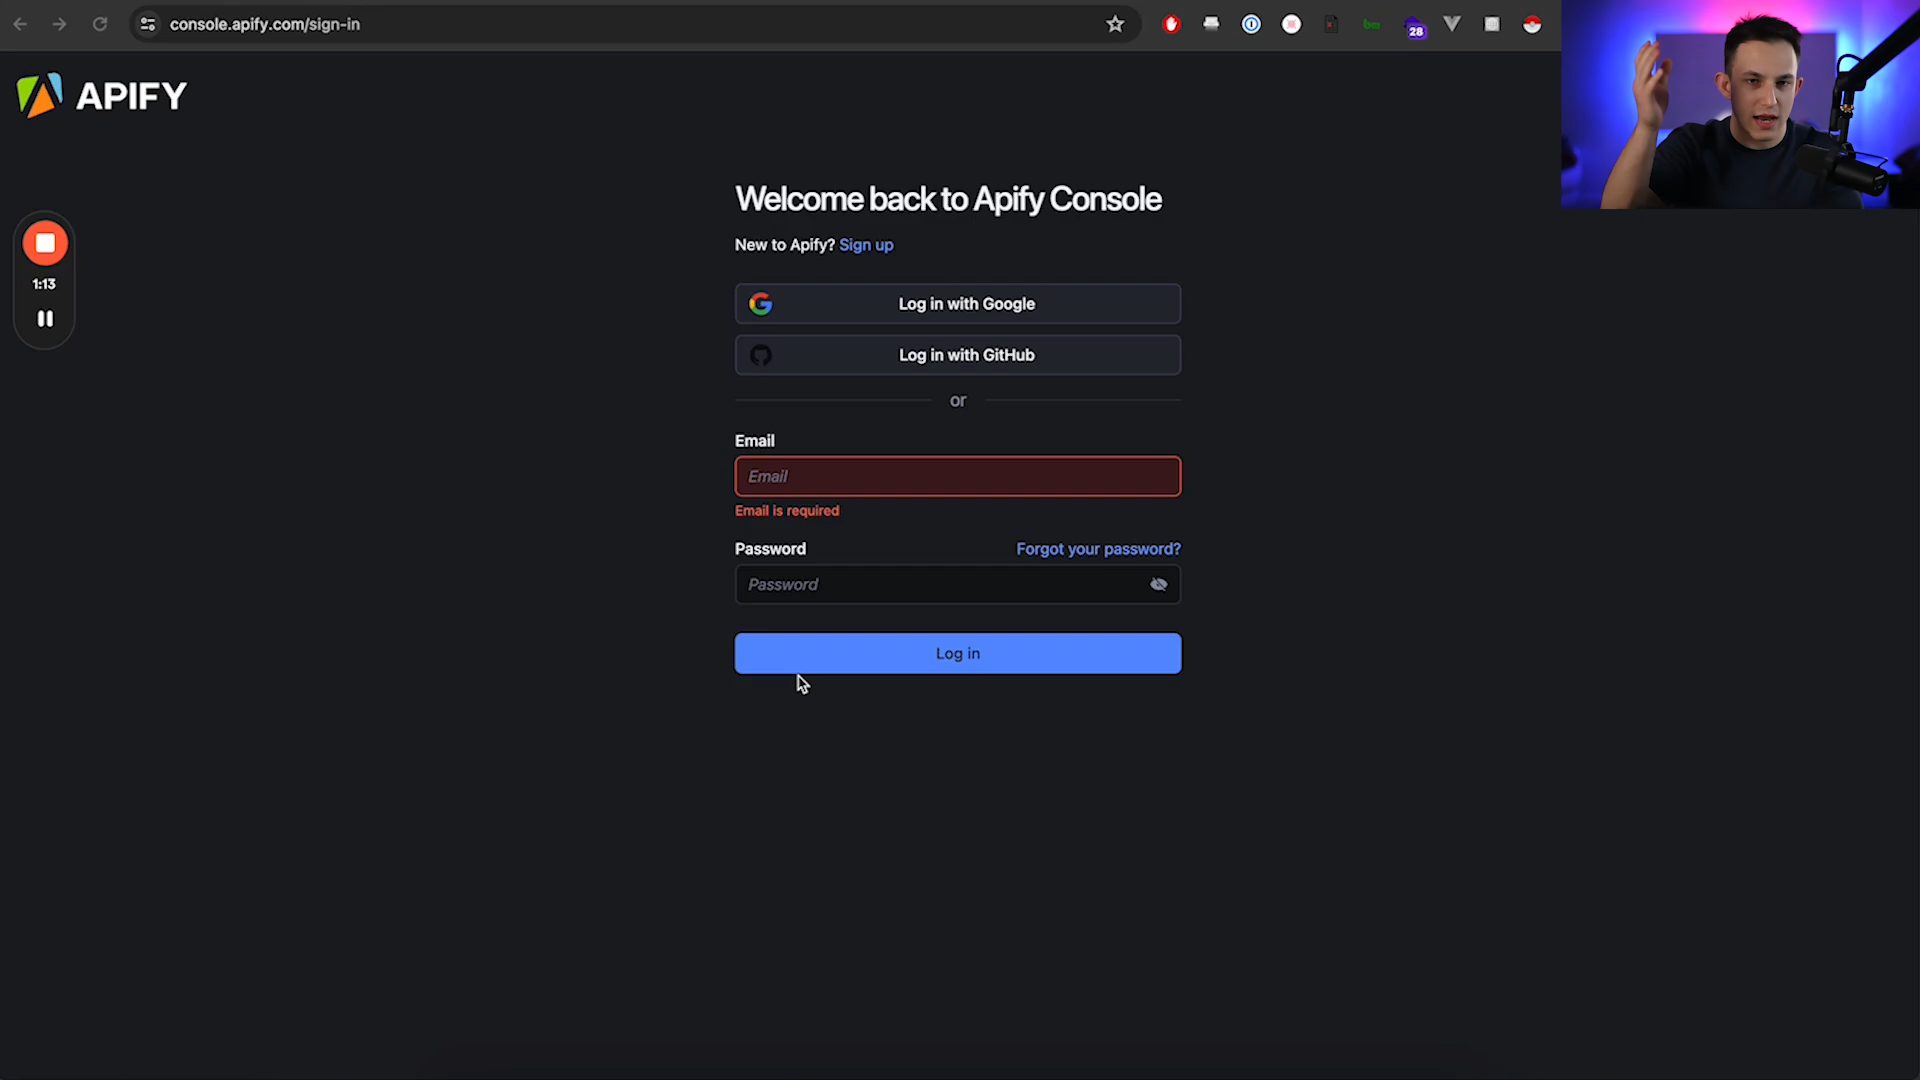 console.apify.com/sign-in
28
APIFY
Welcome back to Apify Console
New to Apify? Sign up
1:13
Log in with Google
Log in with GitHub
or
Email
Email
Email is required
Password Forgot your password?
Password
Log in